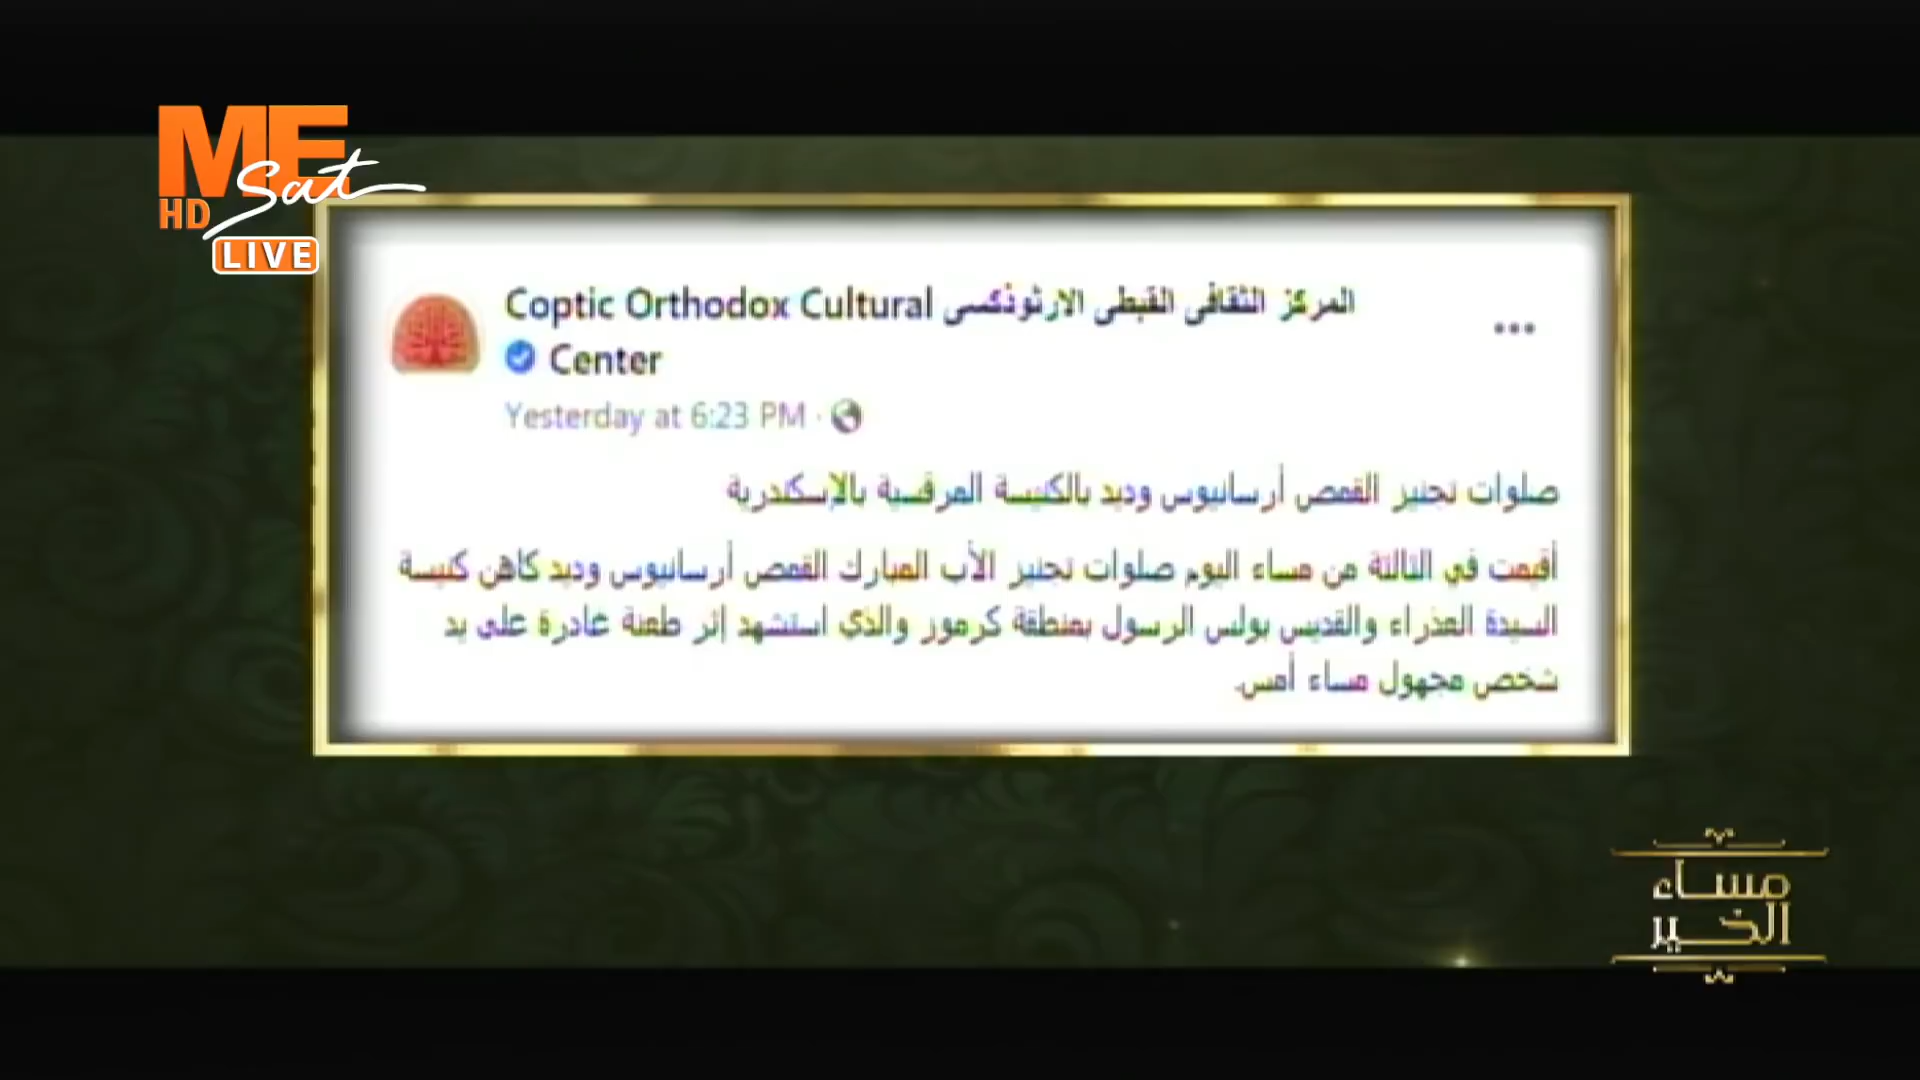 ME
Sat
HD
LIVE
المركز الثقافى القبطى الارثوذكسى Coptic Orthodox Cultural
Center
Yesterday at 6:23 PM ·
صلوات تجنيز القمص أرسانيوس وديد بالكنيسة المرقسية بالإسكندرية
أقيمت في الثالثة من مساء اليوم صلوات تجنيز الأب المبارك القمص أرسانيوس وديد كاهن كنيسة
السيدة العذراء والقديس بولس الرسول بمنطقة كرموز والذي استشهد إثر طعنة غادرة على يد
شخص مجهول مساء أمس.
مساء
الخير